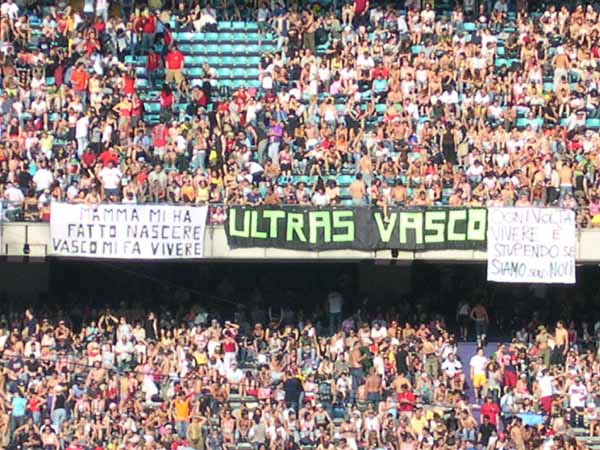 MAMMA MI HA
FATTO NASCERE
VASCO MI FA VIVERE
ULTRAS VASCO
OGNI VOLTA
VIVERE È
STUPENDO SE
SIAMO SOLO NOI!!